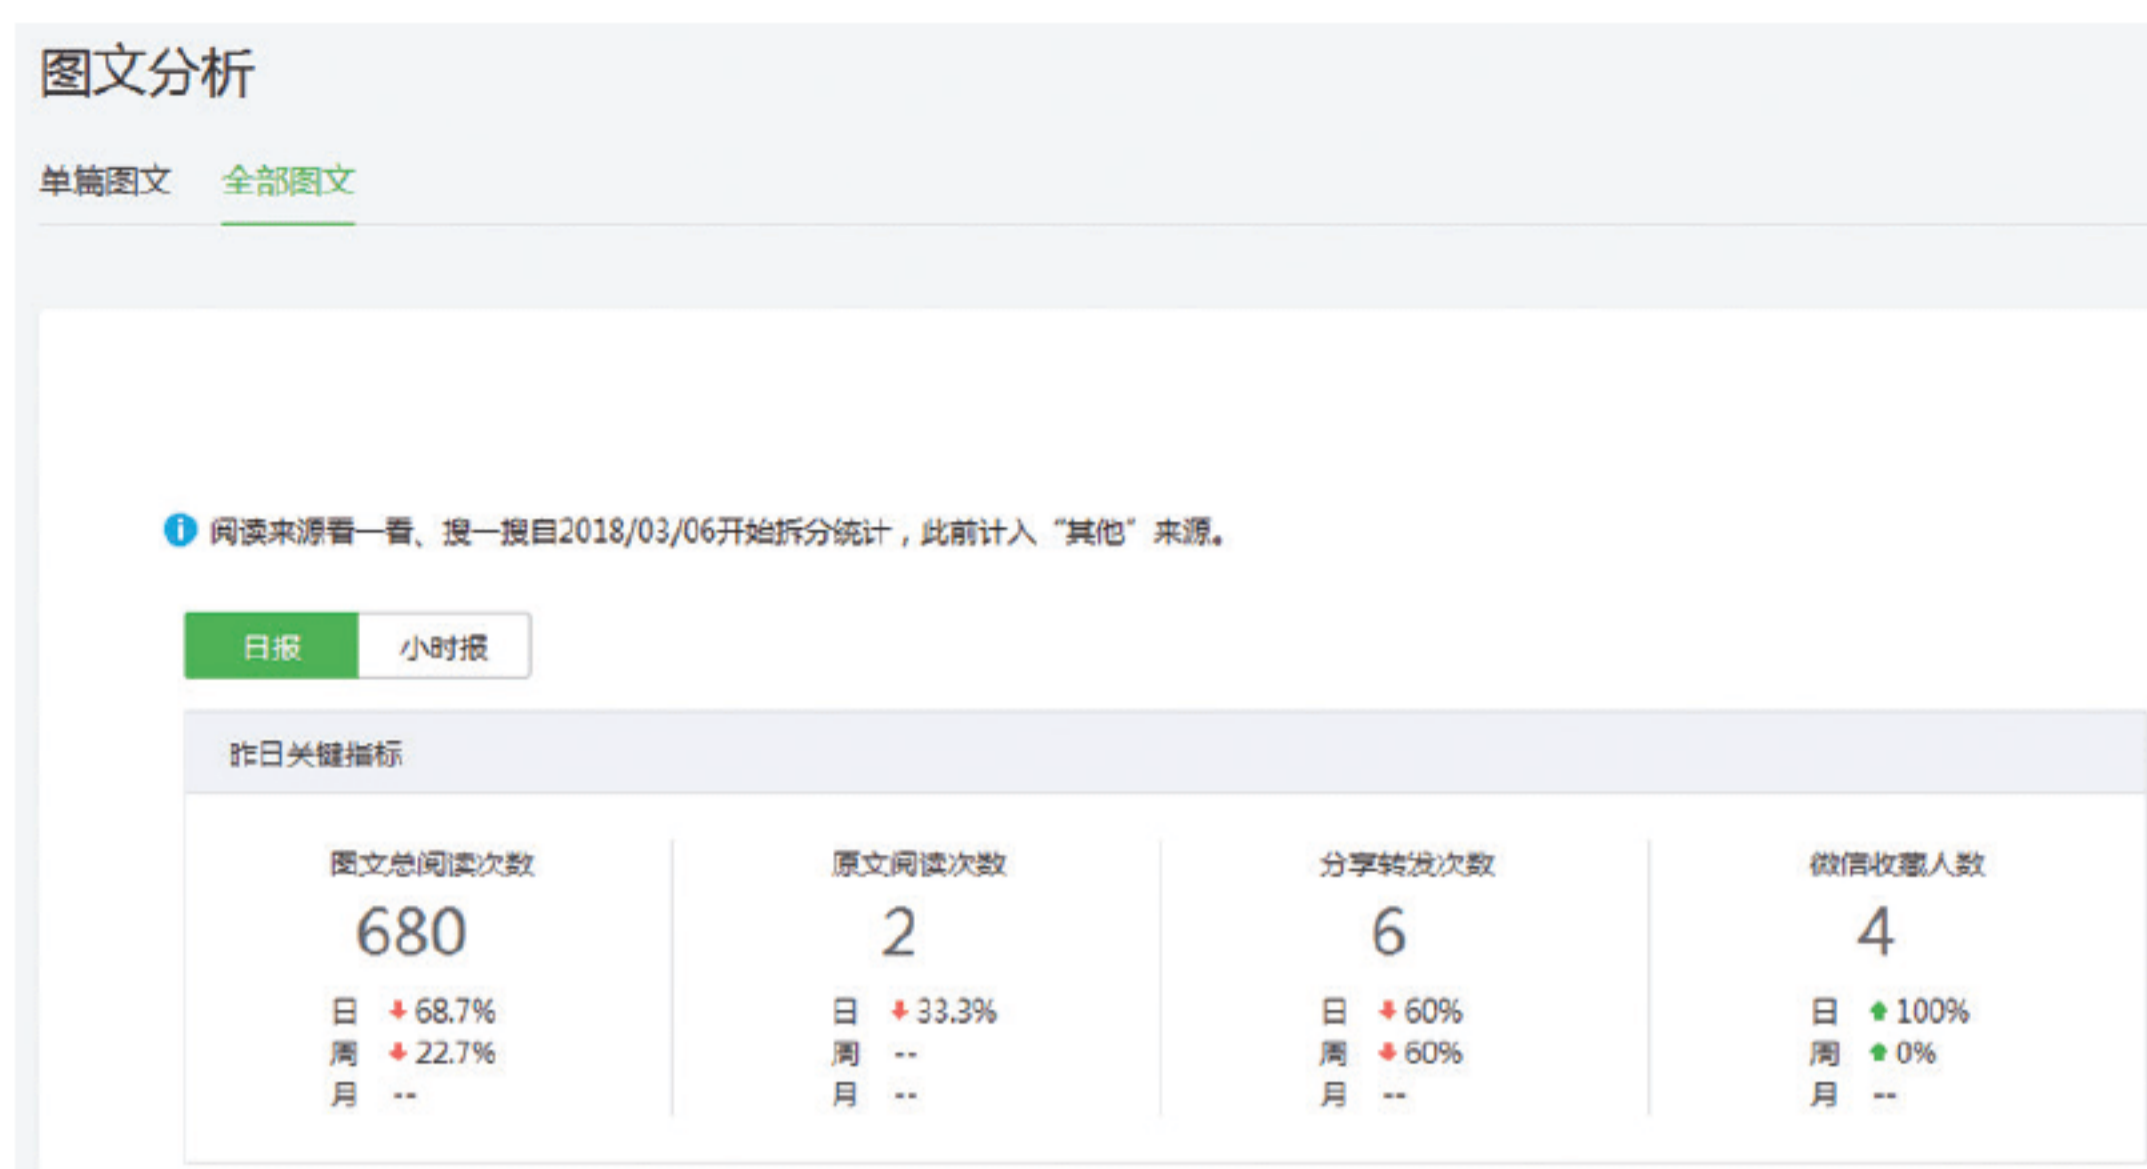 图文分析
单篇图文 全部图文
阅读来源看一看、搜一搜自2018/03/06开始拆分统计，此前计入“其他”来源。
日报 小时报
昨日关键指标
图文总阅读次数 原文阅读次数 分享转发次数 微信收藏人数
680 2 6 4
日 68.7% 日 33.3% 日 60% 日 100%
周 22.7% 周 -- 周 60% 周 0%
月 -- 月 -- 月 -- 月 --